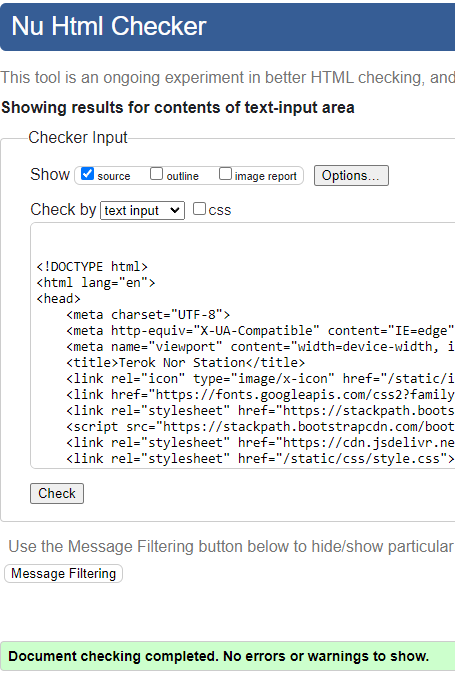 Nu Html Checker
This tool is an ongoing experiment in better HTML checking, and
Showing results for contents of text-input area
Checker Input
Show source outline image report Options...
Check by text input css
<!DOCTYPE html>
<html lang="en">
<head>
<meta charset="UTF-8">
<meta http-equiv="X-UA-Compatible" content="IE=edge"
<meta name="viewport" content="width=device-width, i
<title>Terok Nor Station</title>
<link rel="icon" type="image/x-icon" href="/static/i
<link href="https://fonts.googleapis.com/css2?family
<link rel="stylesheet" href="https://stackpath.boots
<script src="https://stackpath.bootstrapcdn.com/boot
<link rel="stylesheet" href="https://cdn.jsdelivr.ne
<link rel="stylesheet" href="/static/css/style.css">
Check
Use the Message Filtering button below to hide/show particular
Message Filtering
Document checking completed. No errors or warnings to show.